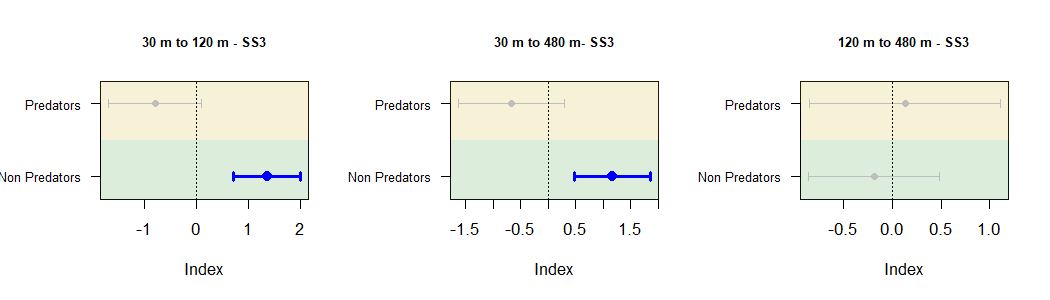 30 m to 120 m - SS3
Predators
Non Predators
-1 0 1 2
Index
30 m to 480 m- SS3
Predators
Non Predators
-1.5 -0.5 0.5 1.5
Index
120 m to 480 m - SS3
Predators
Non Predators
-0.5 0.0 0.5 1.0
Index